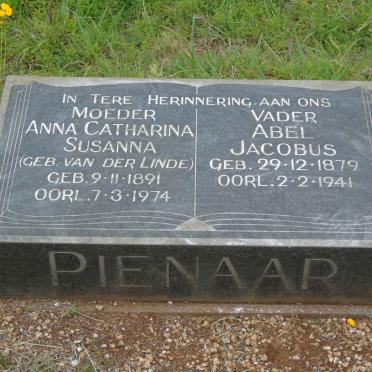 In Tere Herinnering aan ons
Moeder
Anna Catharina
Susanna
(geb. van der Linde)
geb. 9·11·1891
oorl. 7·3·1974
Vader
Abel
Jacobus
geb. 29·12·1879
oorl. 2·2·1941
Pienaar